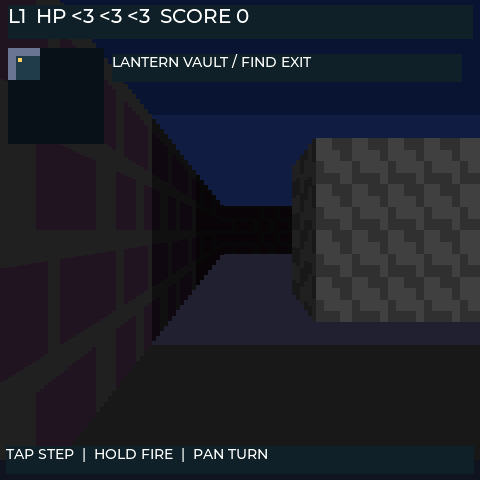 L1 HP <3 <3 <3 SCORE 0
LANTERN VAULT / FIND EXIT
TAP STEP | HOLD FIRE | PAN TURN